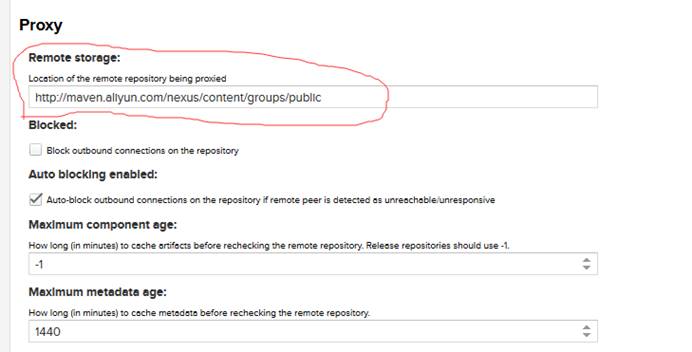 Proxy
Remote storage:
Location of the remote repository being proxied
http://maven.aliyun.com/nexus/content/groups/public
Blocked:
Block outbound connections on the repository
Auto blocking enabled:
Auto-block outbound connections on the repository if remote peer is detected as unreachable/unresponsive
Maximum component age:
How long (in minutes) to cache artifacts before rechecking the remote repository. Release repositories should use -1.
-1
Maximum metadata age:
How long (in minutes) to cache metadata before rechecking the remote repository.
1440